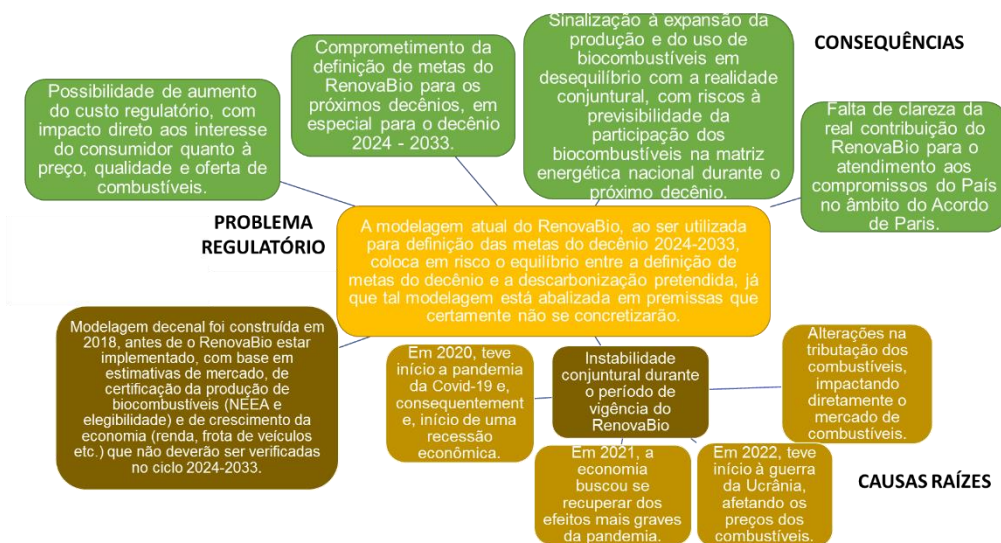 CONSEQUÊNCIAS
Possibilidade de aumento
do custo regulatório, com
impacto direto aos interesse
do consumidor quanto à
preço, qualidade e oferta de
combustíveis.
Comprometimento da
definição de metas do
RenovaBio para os
próximos decênios, em
especial para o decênio
2024 - 2033.
Sinalização à expansão da
produção e do uso de
biocombustíveis em
desequilíbrio com a realidade
conjuntural, com riscos à
previsibilidade da
participação dos
biocombustíveis na matriz
energética nacional durante o
próximo decênio.
Falta de clareza da
real contribuição do
RenovaBio para o
atendimento aos
compromissos do País
no âmbito do Acordo
de Paris.
PROBLEMA
REGULATÓRIO
A modelagem atual do RenovaBio, ao ser utilizada
para definição das metas do decênio 2024-2033,
coloca em risco o equilíbrio entre a definição de
metas do decênio e a descarbonização pretendida, já
que tal modelagem está abalizada em premissas que
certamente não se concretizarão.
Modelagem decenal foi construída em
2018, antes de o RenovaBio estar
implementado, com base em
estimativas de mercado, de
certificação da produção de
biocombustíveis (NEEA e
elegibilidade) e de crescimento da
economia (renda, frota de veículos
etc.) que não deverão ser verificadas
no ciclo 2024-2033.
Em 2020, teve
início a pandemia
da Covid-19 e,
consequentement
e, início de uma
recessão
econômica.
Instabilidade
conjuntural durante
o período de
vigência do
RenovaBio
Alterações na
tributação dos
combustíveis,
impactando
diretamente o
mercado de
combustíveis.
Em 2021, a
economia
buscou se
recuperar dos
efeitos mais graves
da pandemia.
Em 2022, teve
início à guerra da
Ucrânia,
afetando os
preços dos
combustíveis.
CAUSAS RAÍZES